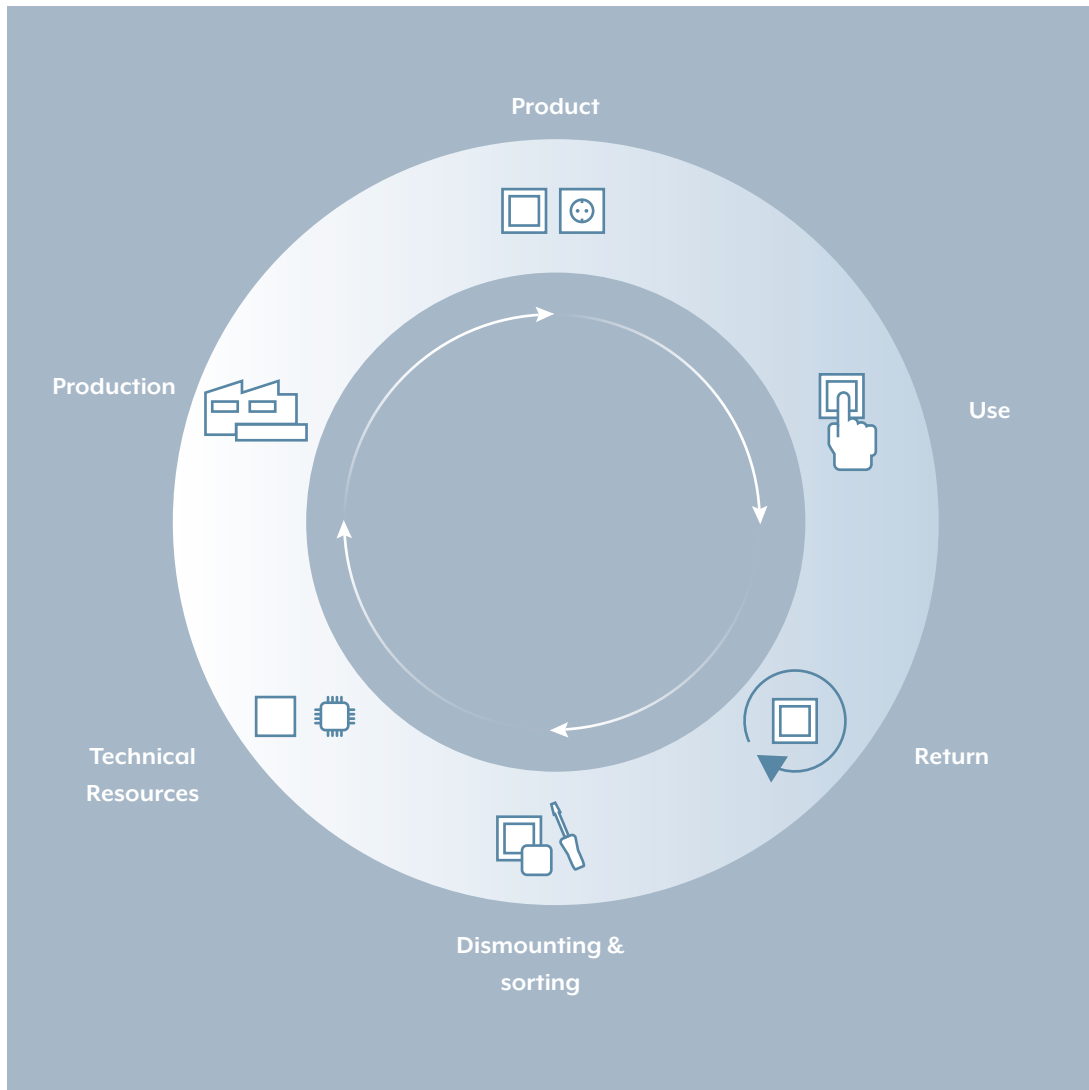 Product
Production
Use
Technical
Resources
Return
Dismounting &
sorting